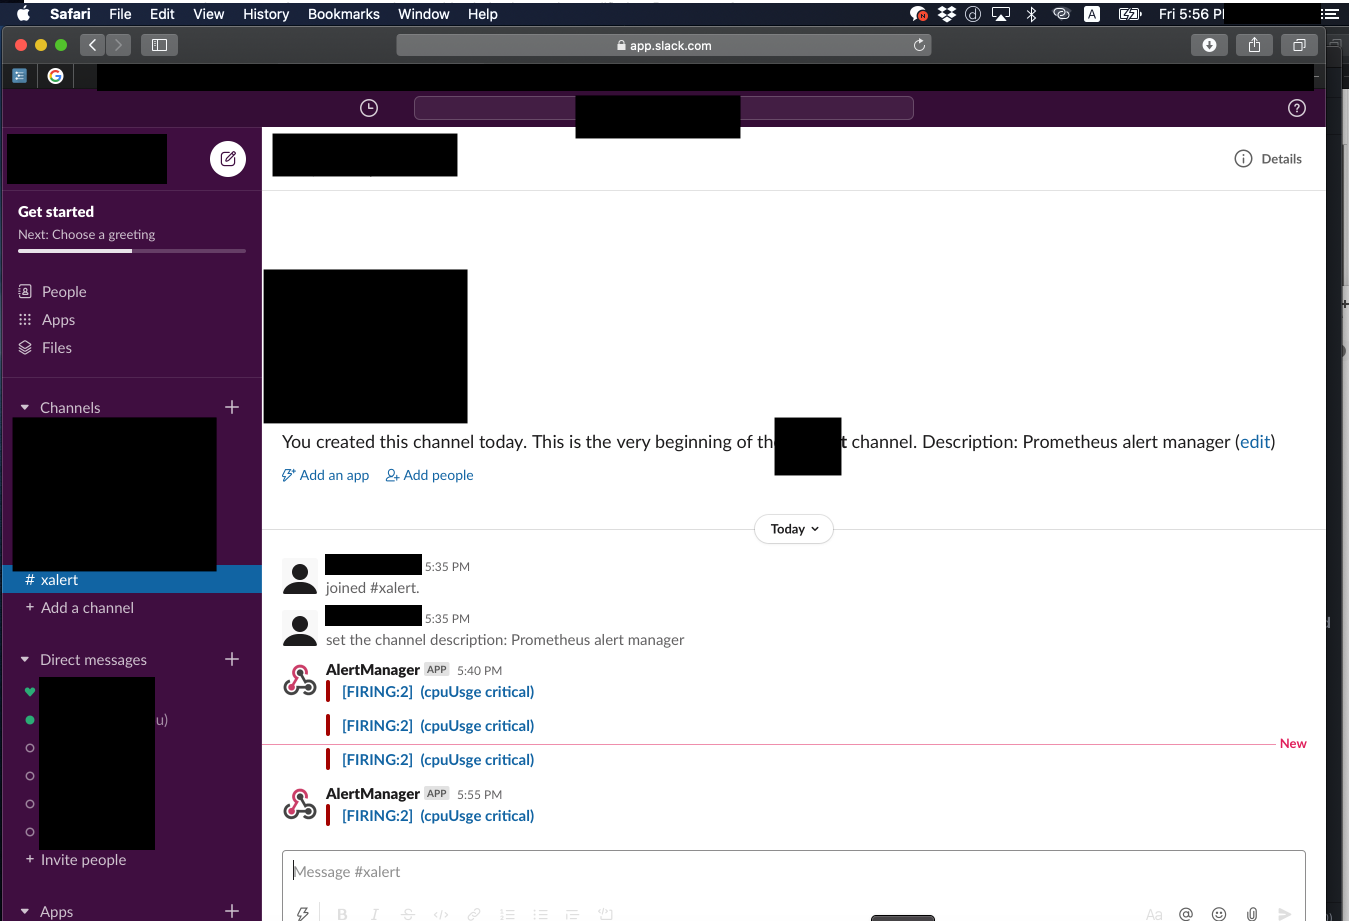 Safari File Edit View History Bookmarks Window Help
A
Fri 5:56
app.slack.com
Details
Get started
Next: Choose a greeting
People
Apps
Files
Channels
You created this channel today. This is the very beginning of channel. Description: Prometheus alert manager (edit)
Add an app Add people
Today
5:35 PM
joined #xalert.
5:35 PM
set the channel description: Prometheus alert manager
AlertManager APP 5:40 PM
[FIRING:2] (cpuUsge critical)
[FIRING:2] (cpuUsge critical)
New
[FIRING:2] (cpuUsge critical)
AlertManager APP 5:55 PM
[FIRING:2] (cpuUsge critical)
# xalert
+ Add a channel
Direct messages
u)
+ Invite people
Apps
Message #xalert
B I S </> Aa @